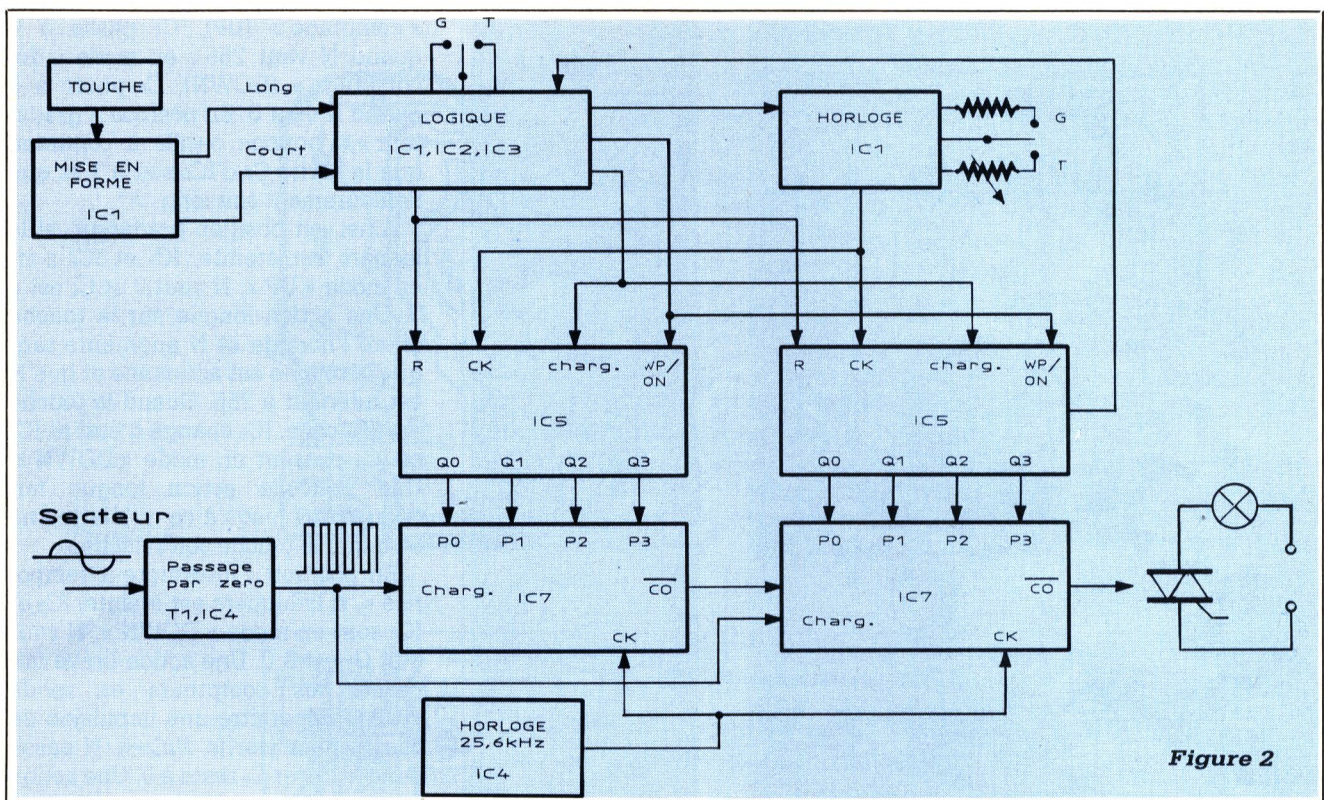 G T
TOUCHE
Long
LOGIQUE
IC1,IC2,IC3
HORLOGE
IC1
G
T
MISE EN
FORME
IC1
Court
R CK charg. WP/
ON
IC5
Q0 Q1 Q2 Q3
R CK charg. WP/
ON
IC5
Q0 Q1 Q2 Q3
Secteur
Passage
par zero
T1,IC4
P0 P1 P2 P3
Charg. IC7 CO
CK
P0 P1 P2 P3
Charg. IC7 CO
CK
HORLOGE
25,6kHz
IC4
Figure 2